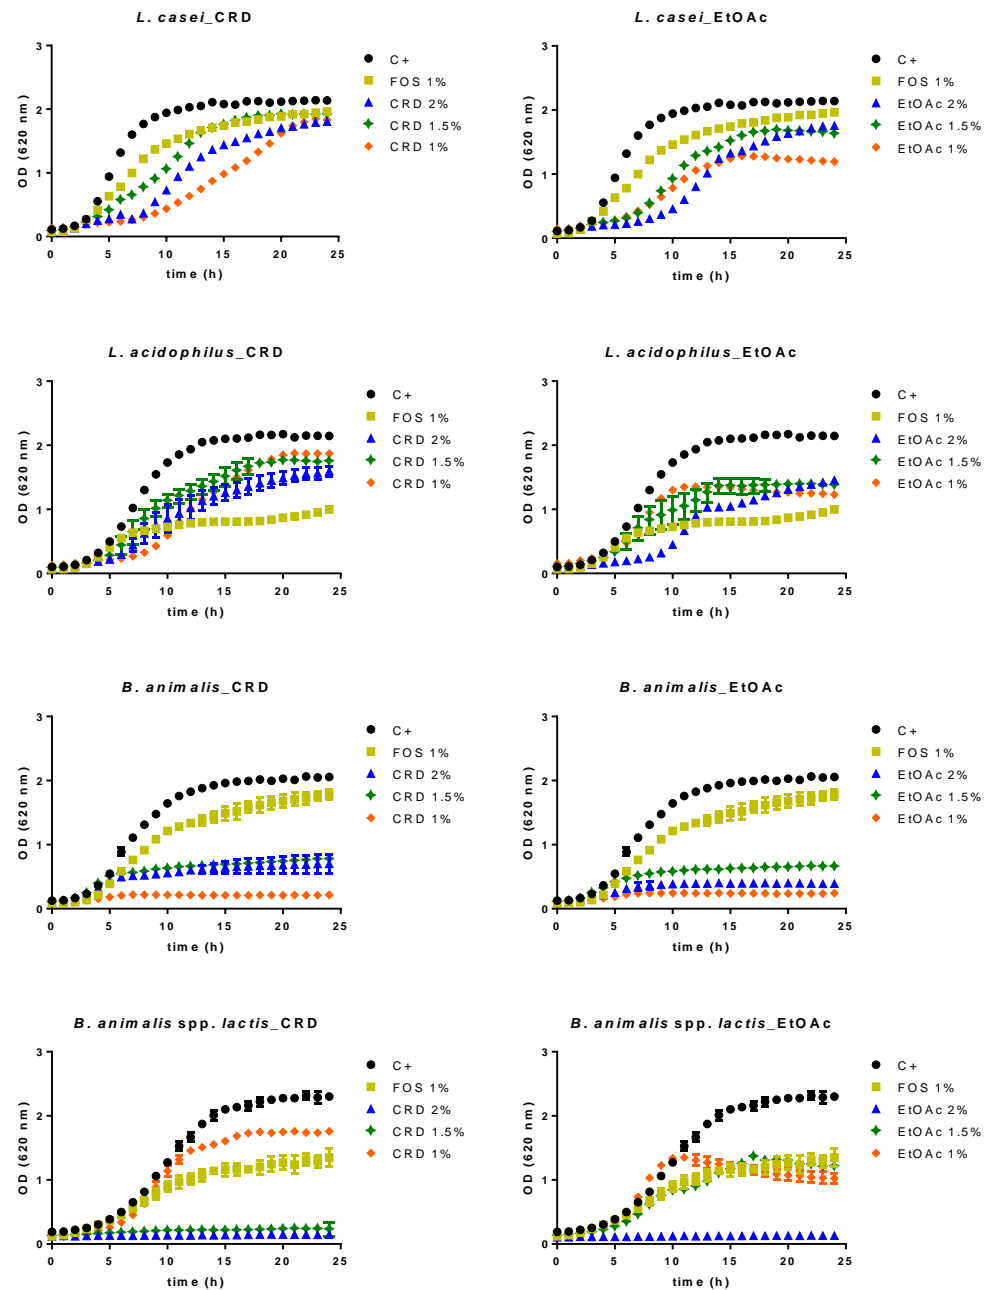 L. casei_CRD
OD (620 nm)
3
2
1
0
0 5 10 15 20 25
time (h)
C+
FOS 1%
CRD 2%
CRD 1.5%
CRD 1%
L. casei_EtOAc
OD (620 nm)
3
2
1
0
0 5 10 15 20 25
time (h)
C+
FOS 1%
EtOAc 2%
EtOAc 1.5%
EtOAc 1%
L. acidophilus_CRD
OD (620 nm)
3
2
1
0
0 5 10 15 20 25
time (h)
C+
FOS 1%
CRD 2%
CRD 1.5%
CRD 1%
L. acidophilus_EtOAc
OD (620 nm)
3
2
1
0
0 5 10 15 20 25
time (h)
C+
FOS 1%
EtOAc 2%
EtOAc 1.5%
EtOAc 1%
B. animalis_CRD
OD (620 nm)
3
2
1
0
0 5 10 15 20 25
time (h)
C+
FOS 1%
CRD 2%
CRD 1.5%
CRD 1%
B. animalis_EtOAc
OD (620 nm)
3
2
1
0
0 5 10 15 20 25
time (h)
C+
FOS 1%
EtOAc 2%
EtOAc 1.5%
EtOAc 1%
B. animalis spp. lactis_CRD
OD (620 nm)
3
2
1
0
0 5 10 15 20 25
time (h)
C+
FOS 1%
CRD 2%
CRD 1.5%
CRD 1%
B. animalis spp. lactis_EtOAc
OD (620 nm)
3
2
1
0
0 5 10 15 20 25
time (h)
C+
FOS 1%
EtOAc 2%
EtOAc 1.5%
EtOAc 1%